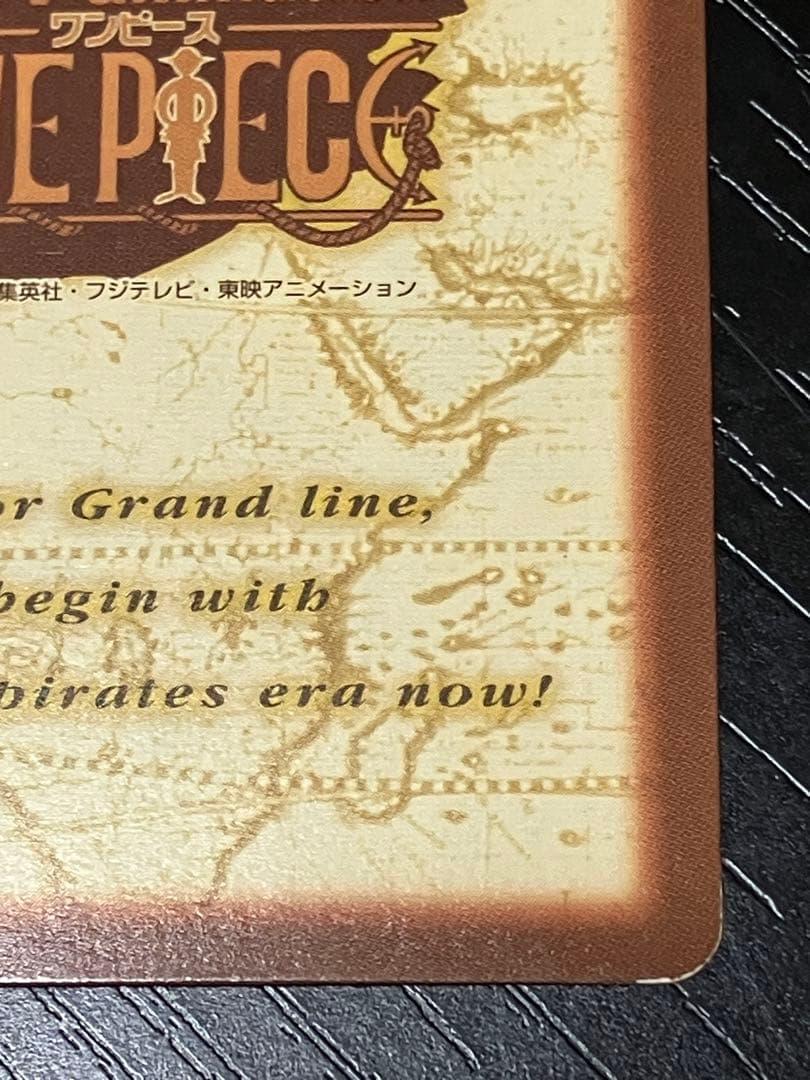 ワンピース
E PIECE
集英社・フジテレビ・東映アニメーション
or Grand line,
begin with
pirates era now!